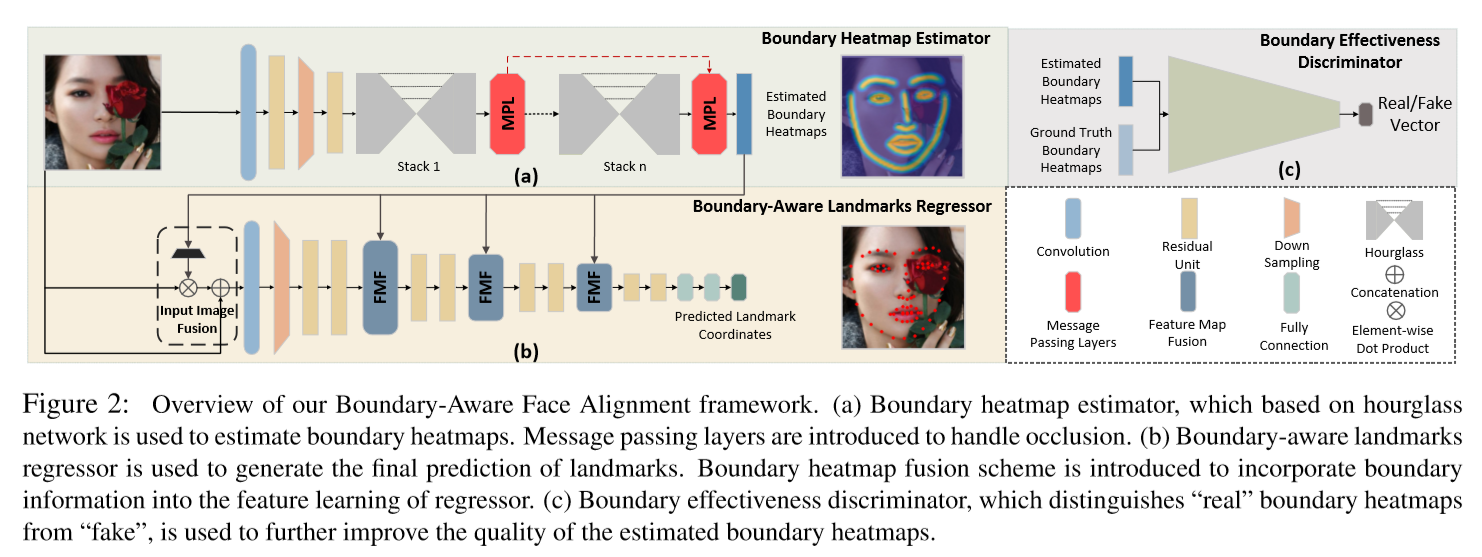 Boundary Heatmap Estimator
MPL
MPL
Estimated
Boundary
Heatmaps
Stack 1
Stack n
(a)
Boundary Effectiveness
Discriminator
Estimated
Boundary
Heatmaps
Ground Truth
Boundary
Heatmaps
Real/Fake
Vector
(c)
Boundary-Aware Landmarks Regressor
Input Image
Fusion
FMF
FMF
FMF
Predicted Landmark
Coordinates
(b)
Convolution
Residual
Unit
Down
Sampling
Hourglass
Concatenation
Message
Passing Layers
Feature Map
Fusion
Fully
Connection
Element-wise
Dot Product
Figure 2: Overview of our Boundary-Aware Face Alignment framework. (a) Boundary heatmap estimator, which based on hourglass
network is used to estimate boundary heatmaps. Message passing layers are introduced to handle occlusion. (b) Boundary-aware landmarks
regressor is used to generate the final prediction of landmarks. Boundary heatmap fusion scheme is introduced to incorporate boundary
information into the feature learning of regressor. (c) Boundary effectiveness discriminator, which distinguishes “real” boundary heatmaps
from “fake”, is used to further improve the quality of the estimated boundary heatmaps.